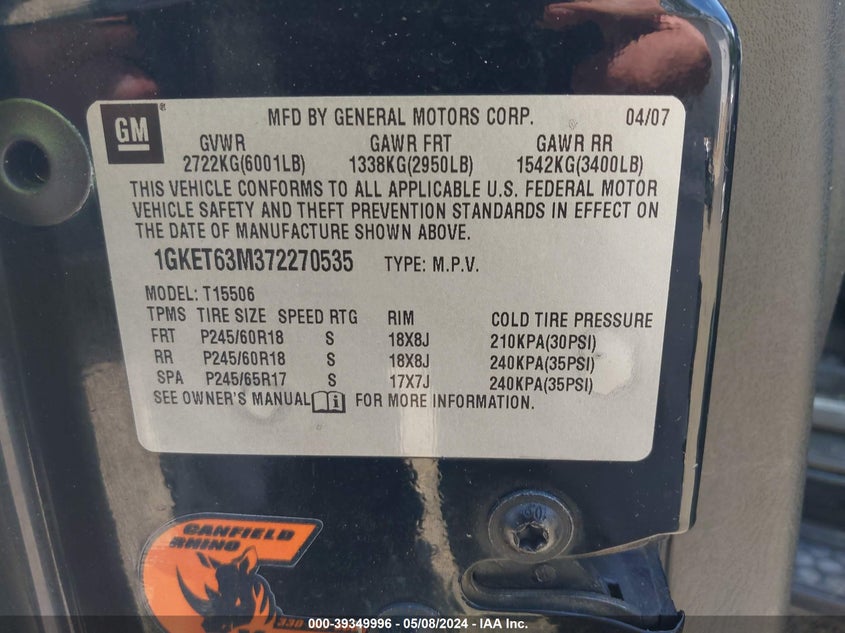 GM
MFD BY GENERAL MOTORS CORP. 04/07
GVWR GAWR FRT GAWR RR
2722KG(6001LB) 1338KG(2950LB) 1542KG(3400LB)
THIS VEHICLE CONFORMS TO ALL APPLICABLE U.S. FEDERAL MOTOR
VEHICLE SAFETY AND THEFT PREVENTION STANDARDS IN EFFECT ON
THE DATE OF MANUFACTURE SHOWN ABOVE.
1GKET63M372270535 TYPE: M.P.V.
MODEL: T15506
TPMS TIRE SIZE SPEED RTG RIM COLD TIRE PRESSURE
FRT P245/60R18 S 18X8J 210KPA(30PSI)
RR P245/60R18 S 18X8J 240KPA(35PSI)
SPA P245/65R17 S 17X7J 240KPA(35PSI)
SEE OWNER'S MANUAL FOR MORE INFORMATION.
CANFIELD
RHINO
330
000-39349996 - 05/08/2024 - IAA Inc.